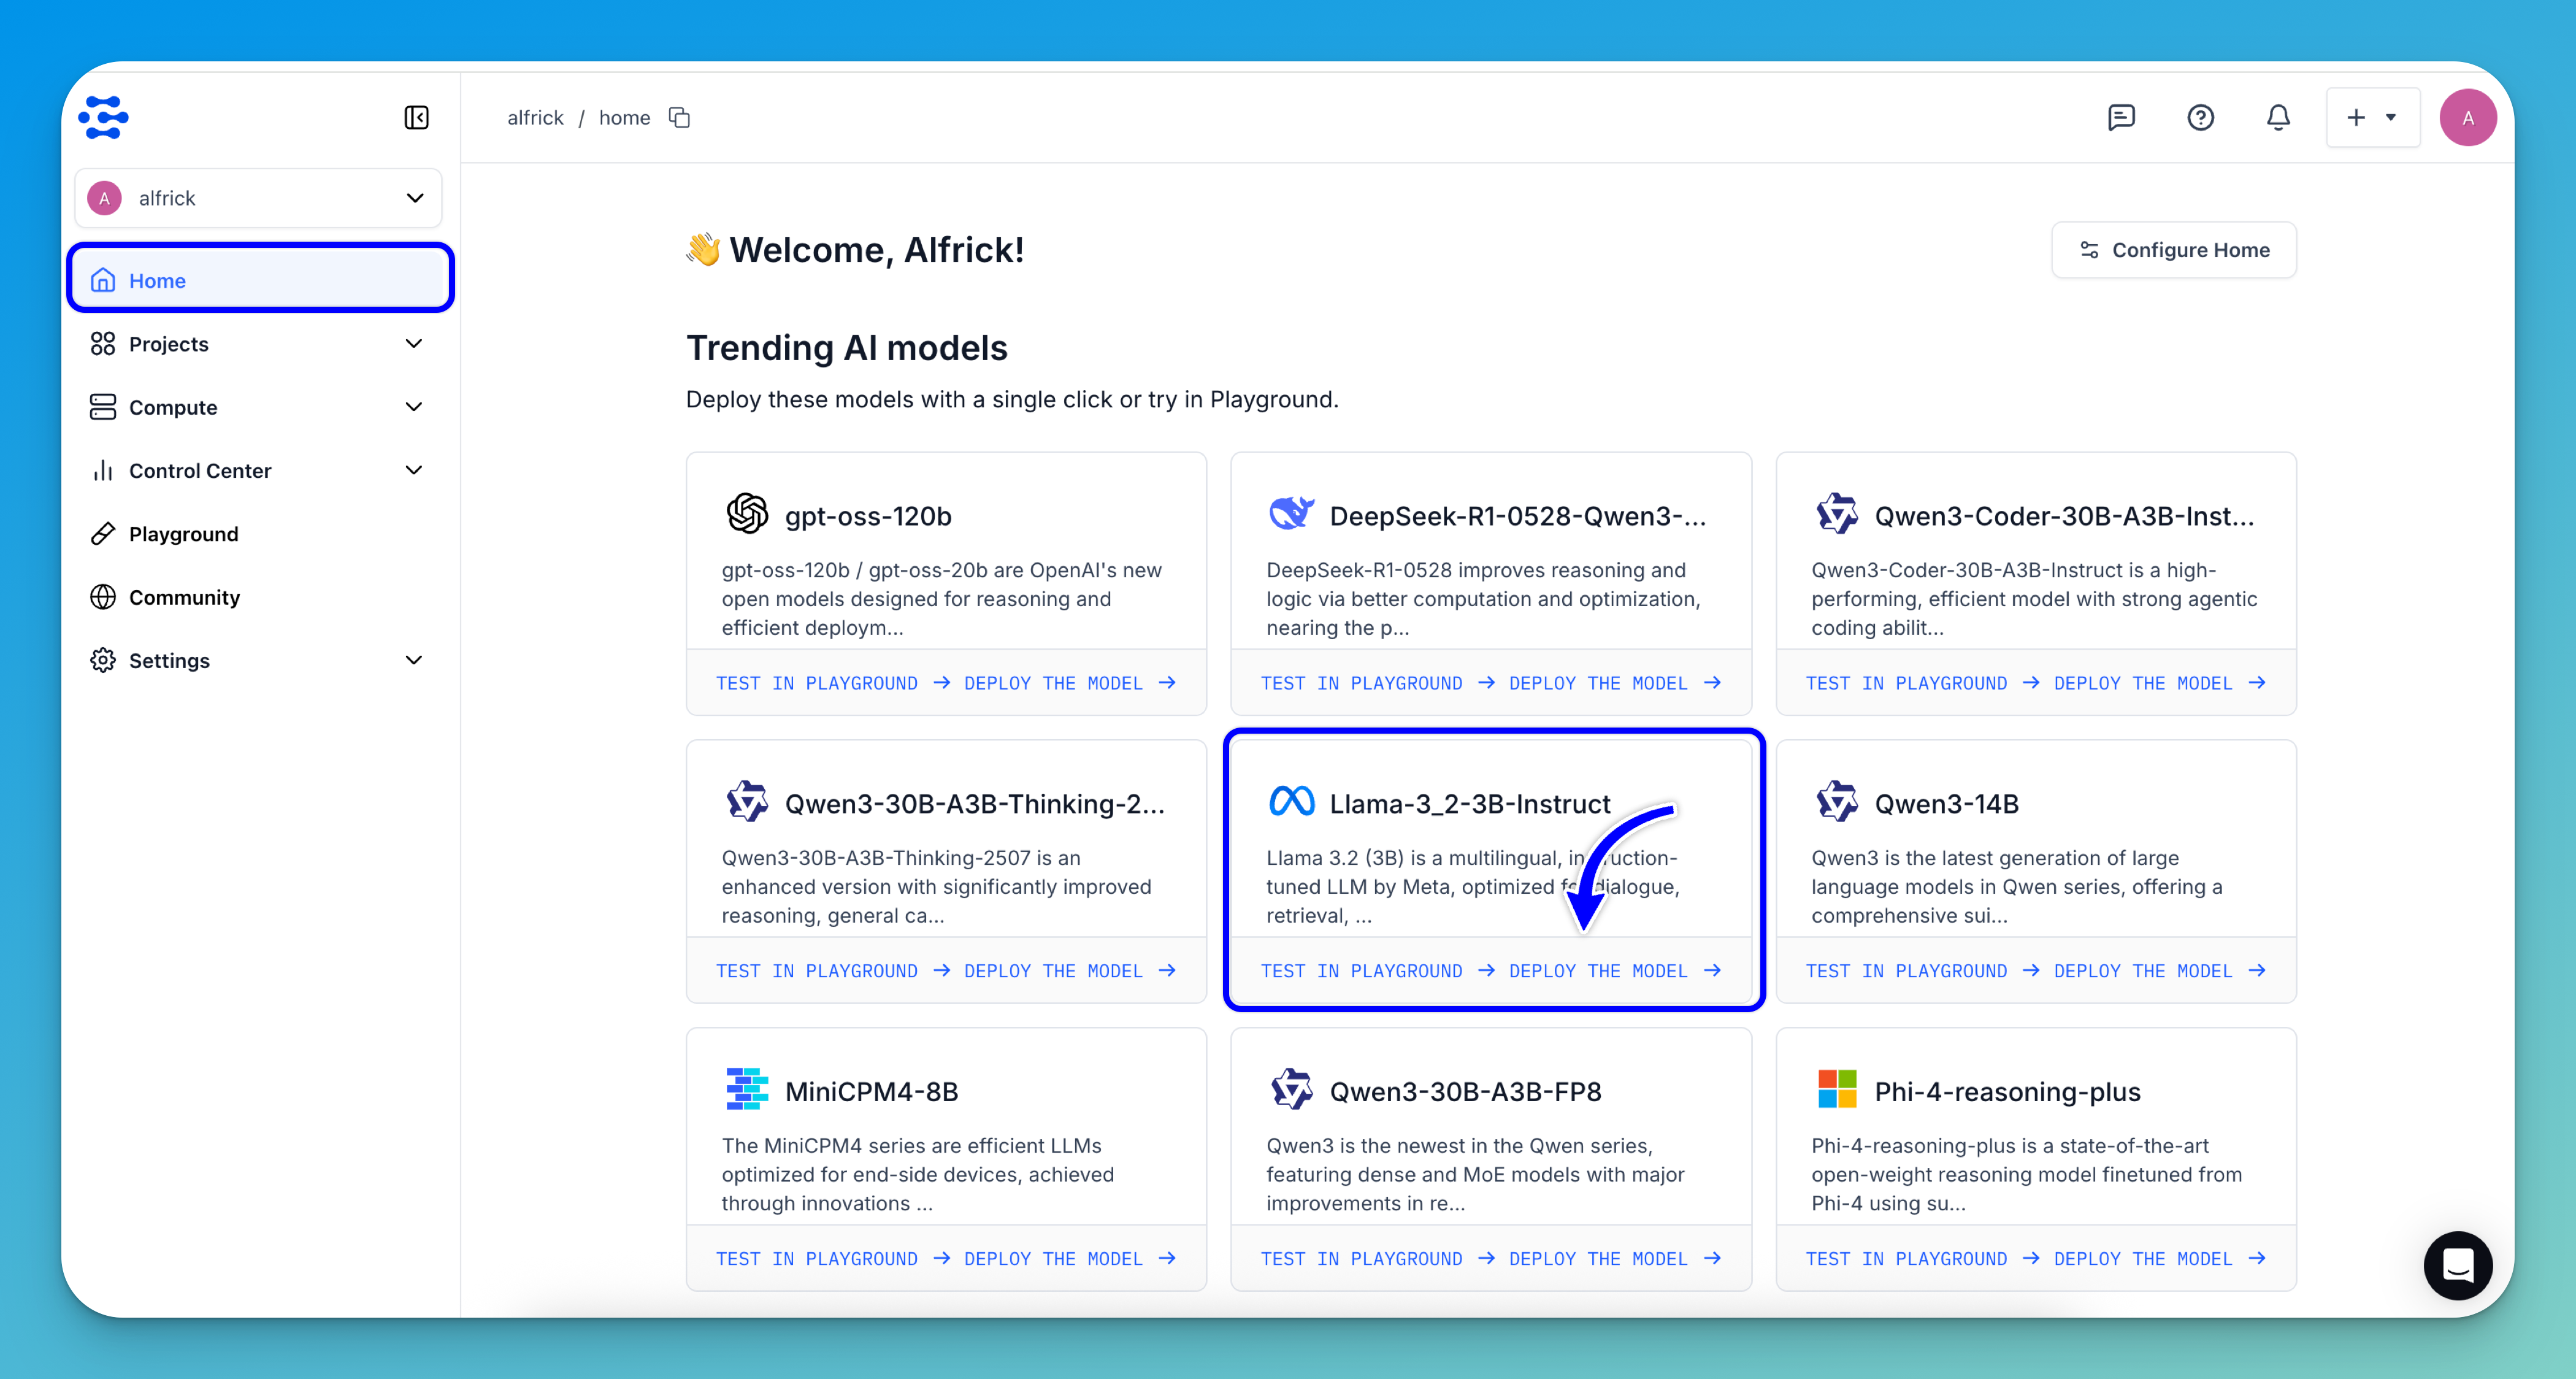 alfrick / home
A
A alfrick
Home
Projects
Compute
Control Center
Playground
Community
Settings
👋 Welcome, Alfrick!
Configure Home
Trending AI models
Deploy these models with a single click or try in Playground.
gpt-oss-120b
gpt-oss-120b / gpt-oss-20b are OpenAI's new
open models designed for reasoning and
efficient deploym...
TEST IN PLAYGROUND → DEPLOY THE MODEL →
DeepSeek-R1-0528-Qwen3-...
DeepSeek-R1-0528 improves reasoning and
logic via better computation and optimization,
nearing the p...
TEST IN PLAYGROUND → DEPLOY THE MODEL →
Qwen3-Coder-30B-A3B-Inst...
Qwen3-Coder-30B-A3B-Instruct is a high-
performing, efficient model with strong agentic
coding abilit...
TEST IN PLAYGROUND → DEPLOY THE MODEL →
Qwen3-30B-A3B-Thinking-2...
Qwen3-30B-A3B-Thinking-2507 is an
enhanced version with significantly improved
reasoning, general ca...
TEST IN PLAYGROUND → DEPLOY THE MODEL →
Llama-3_2-3B-Instruct
Llama 3.2 (3B) is a multilingual,
tuned LLM by Meta, optimized dialogue,
retrieval, ...
TEST IN PLAYGROUND → DEPLOY THE MODEL →
Qwen3-14B
Qwen3 is the latest generation of large
language models in Qwen series, offering a
comprehensive sui...
TEST IN PLAYGROUND → DEPLOY THE MODEL →
MiniCPM4-8B
The MiniCPM4 series are efficient LLMs
optimized for end-side devices, achieved
through innovations ...
TEST IN PLAYGROUND → DEPLOY THE MODEL →
Qwen3-30B-A3B-FP8
Qwen3 is the newest in the Qwen series,
featuring dense and MoE models with major
improvements in re...
TEST IN PLAYGROUND → DEPLOY THE MODEL →
Phi-4-reasoning-plus
Phi-4-reasoning-plus is a state-of-the-art
open-weight reasoning model finetuned from
Phi-4 using su...
TEST IN PLAYGROUND → DEPLOY THE MODEL →